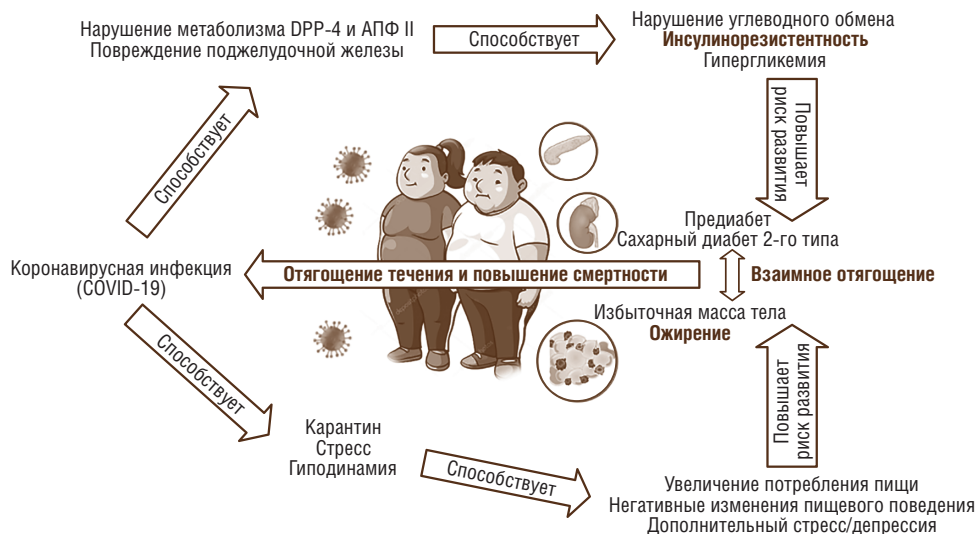 Нарушение метаболизма DPP-4 и АПФ II
Повреждение поджелудочной железы
Способствует
Нарушение углеводного обмена
Инсулинорезистентность
Гипергликемия
Способствует
Повышает
риск развития
Предиабет
Сахарный диабет 2-го типа
Коронавирусная инфекция
(COVID-19)
Отягощение течения и повышение смертности
Взаимное отягощение
Избыточная масса тела
Ожирение
Способствует
Повышает
риск развития
Карантин
Стресс
Гиподинамия
Способствует
Увеличение потребления пищи
Негативные изменения пищевого поведения
Дополнительный стресс/депрессия